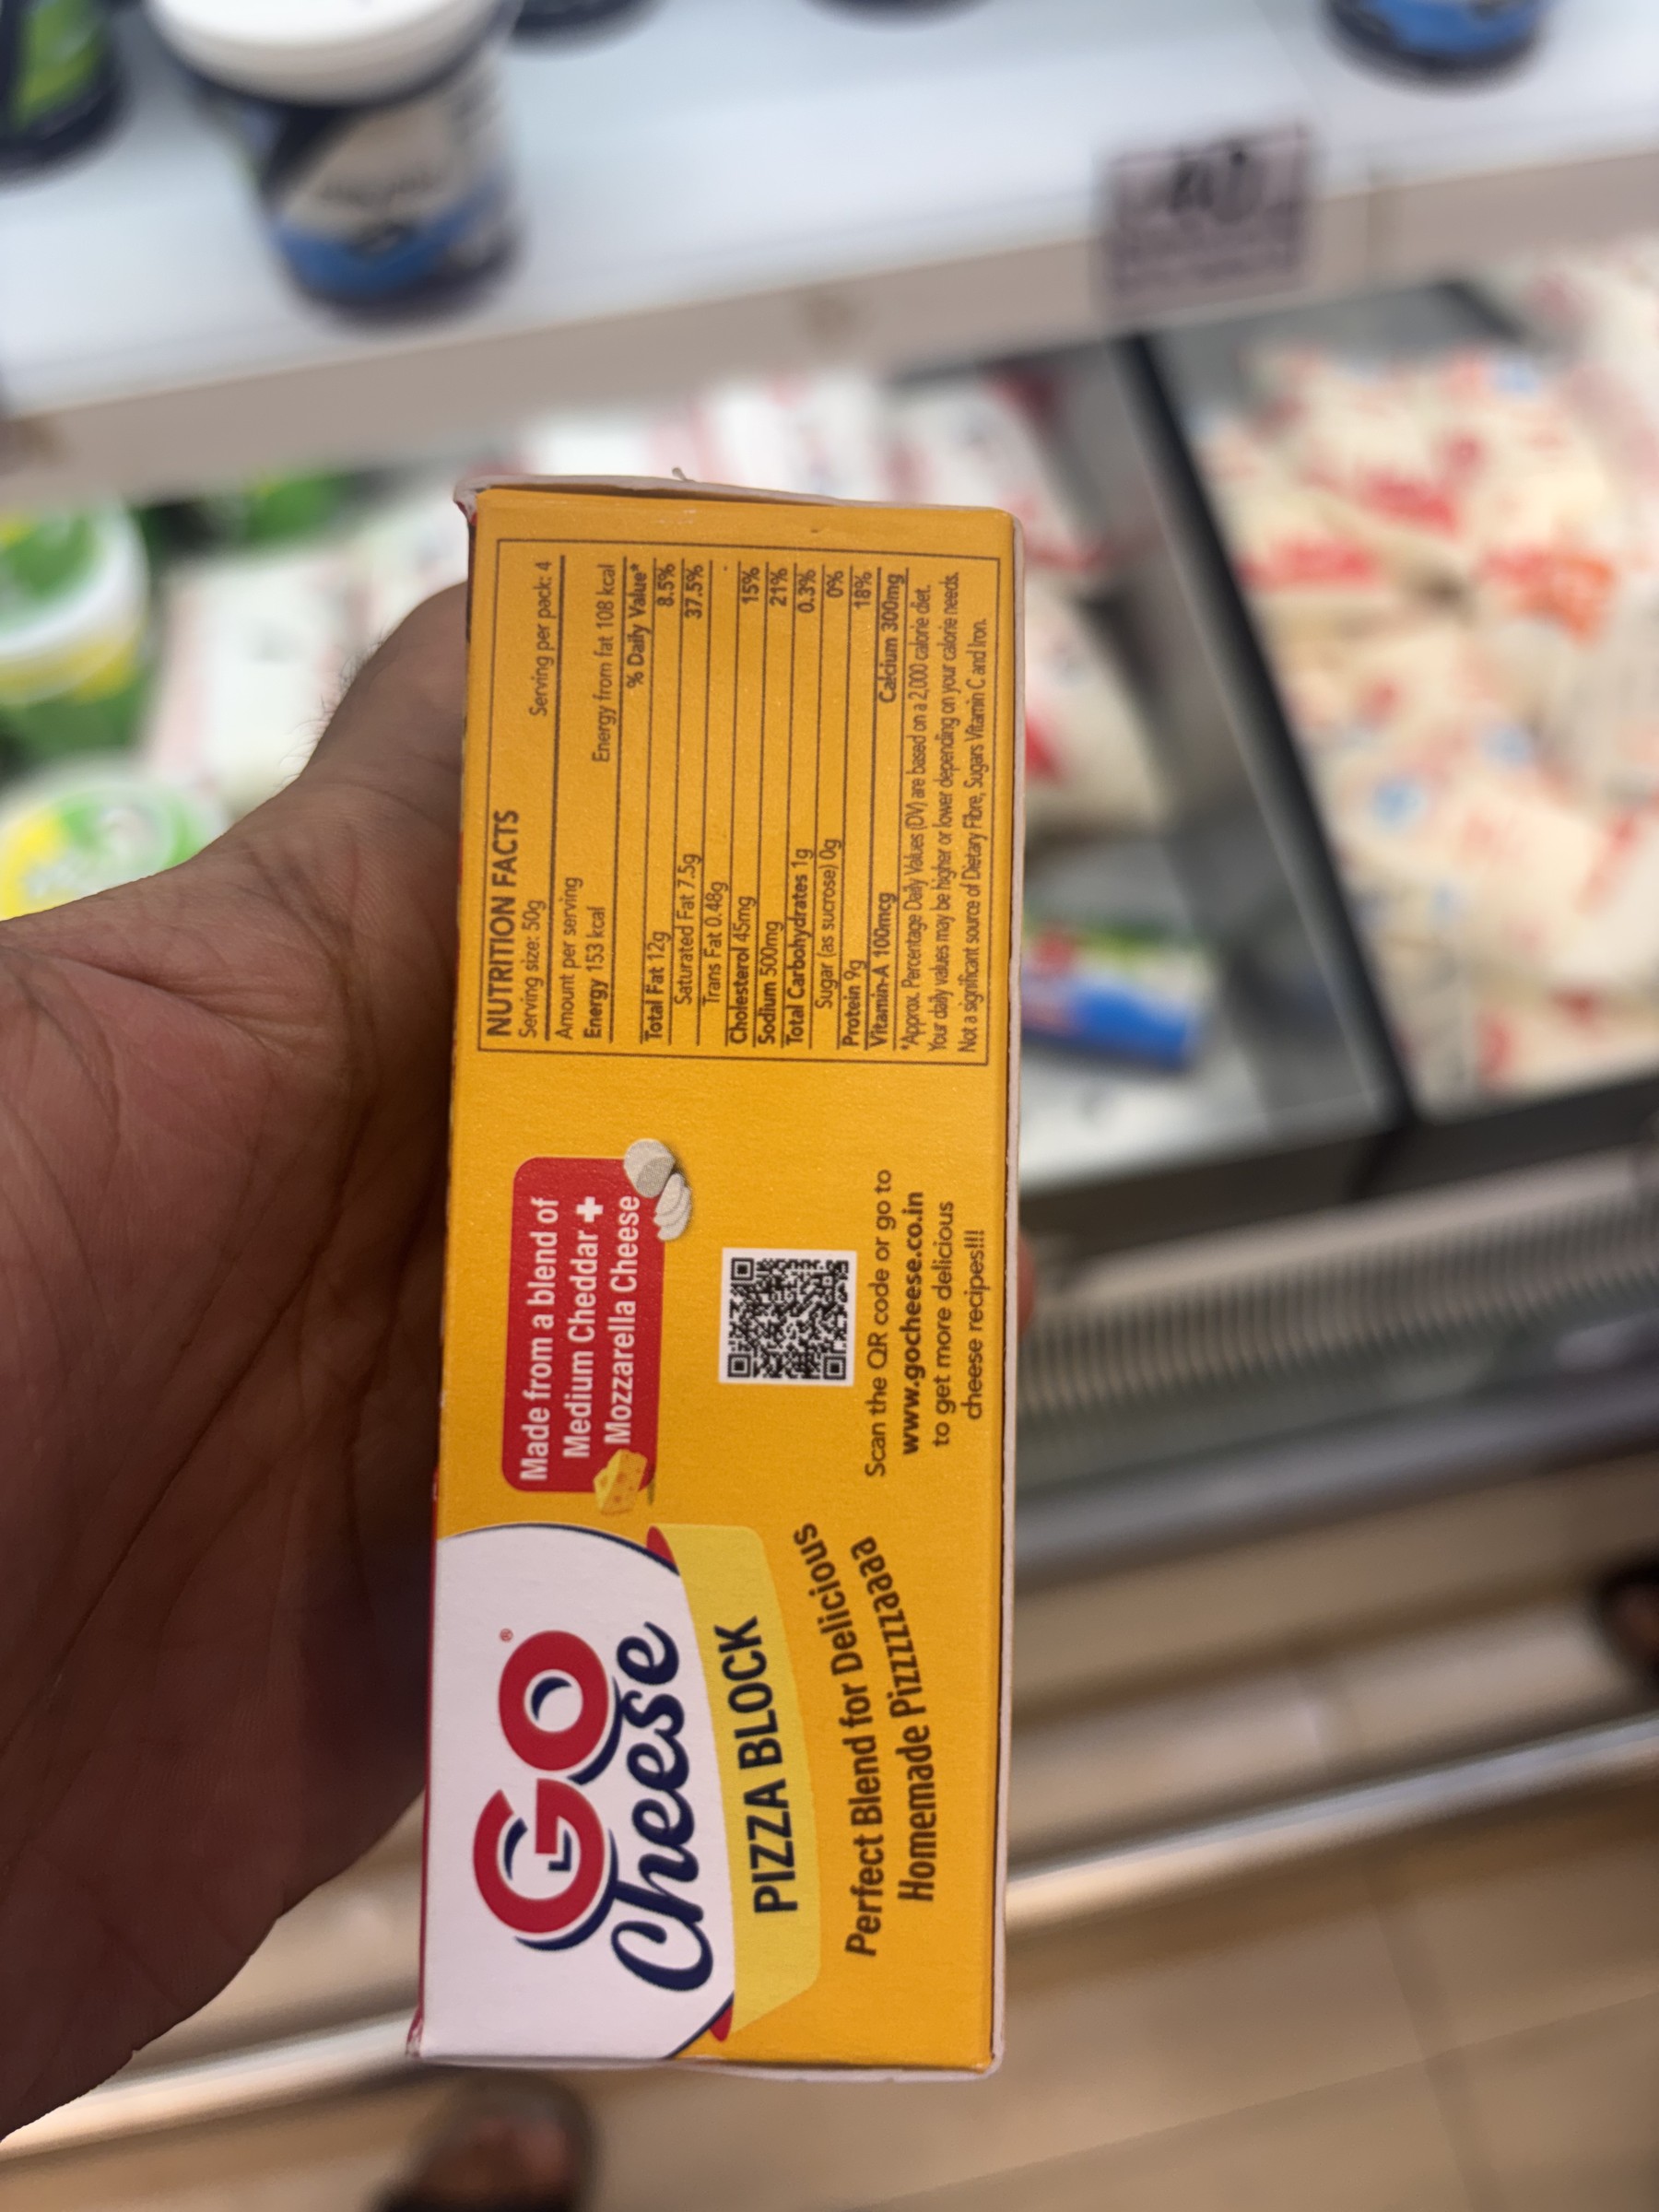 GO®
Cheese
PIZZA BLOCK
Perfect Blend for Delicious
Homemade Pizzzzaaaa
Made from a blend of
Medium Cheddar +
Mozzarella Cheese
Scan the QR code or go to
www.gocheese.co.in
to get more delicious
cheese recipes!!!
NUTRITION FACTS
Serving size: 50g Serving per pack: 4
Amount per serving
Energy 153 kcal Energy from fat 108 kcal
% Daily Value*
Total Fat 12g 8.5%
Saturated Fat 7.5g 37.5%
Trans Fat 0.48g -
Cholesterol 45mg 15%
Sodium 500mg 21%
Total Carbohydrates 1g 0.3%
Sugar (as sucrose) 0g 0%
Protein 9g 18%
Vitamin-A 100mcg Calcium 300mg
*Approx. Percentage Daily Values (DV) are based on a 2,000 calorie diet.
Your daily values may be higher or lower depending on your calorie needs.
Not a significant source of Dietary Fibre, Sugars Vitamin C and Iron.